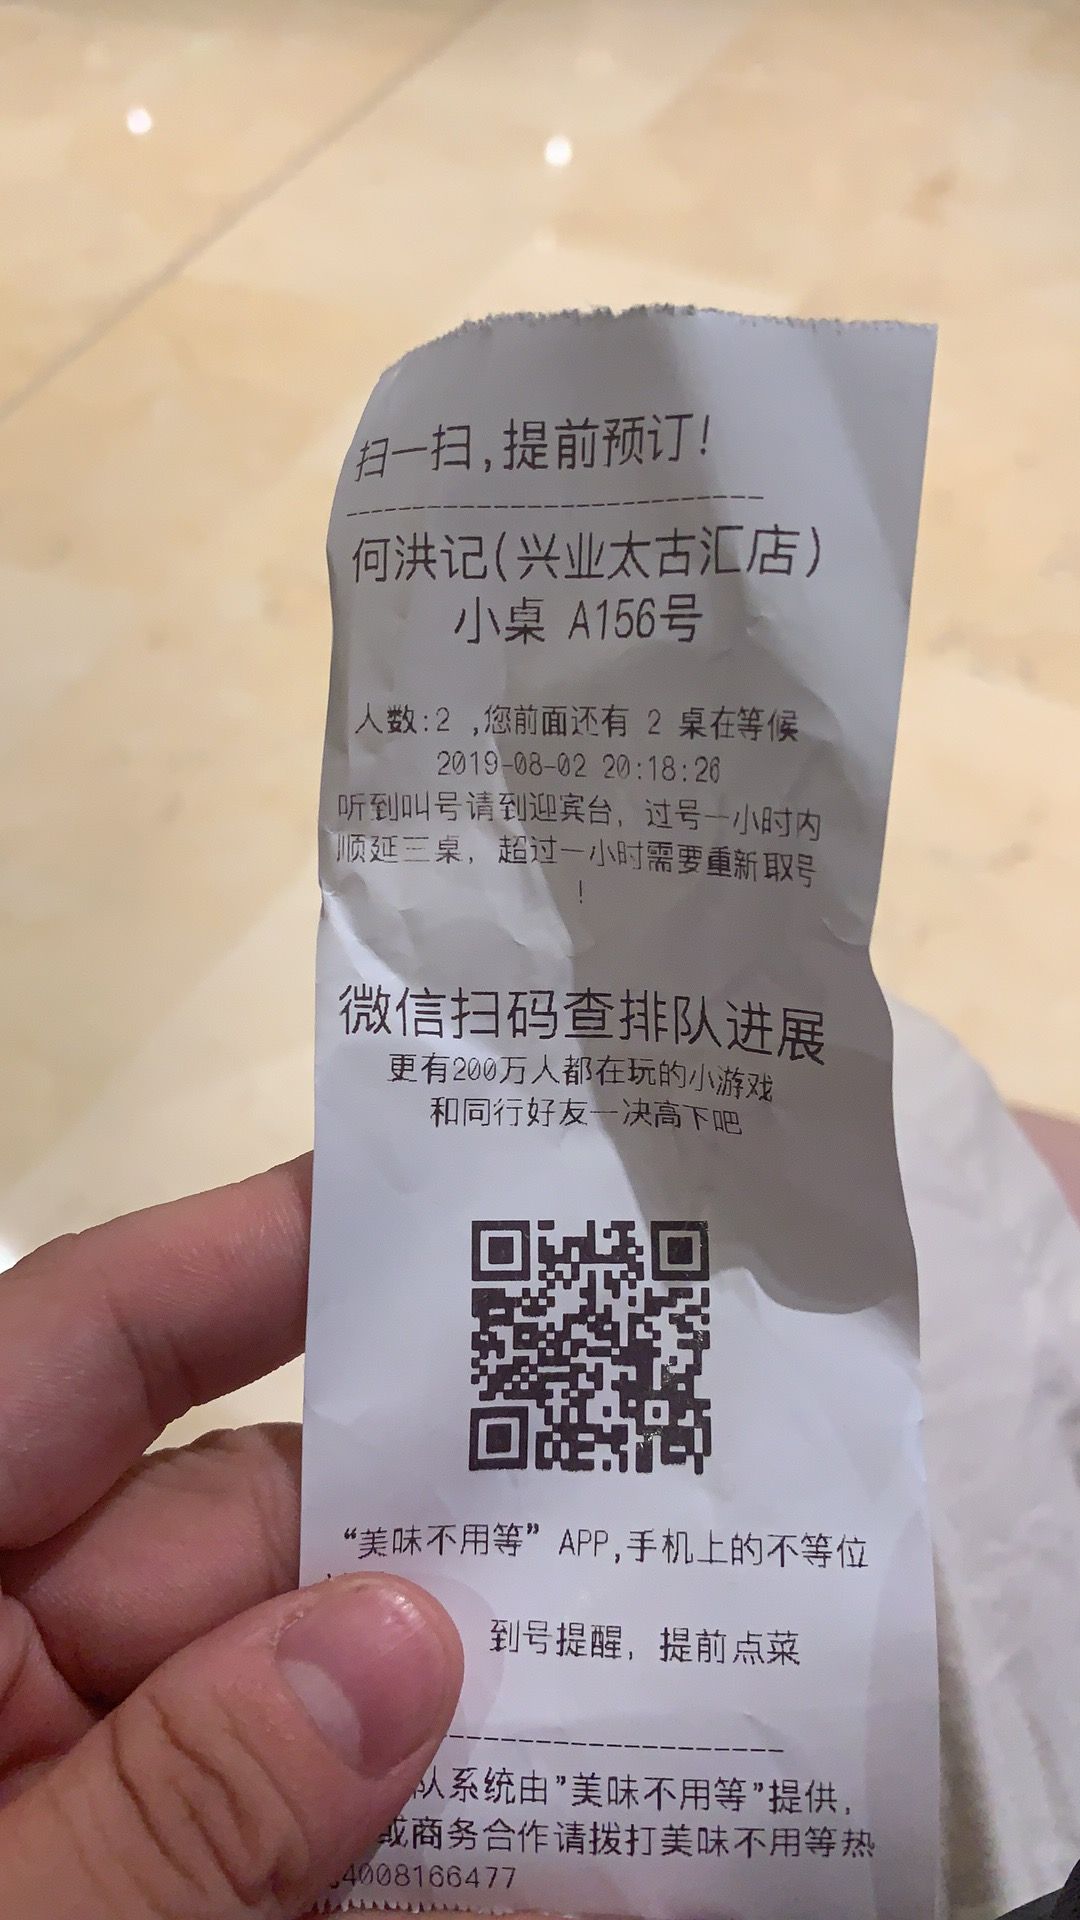 扫一扫,提前预订!
何洪记(兴业太古汇店)
小桌 A156号
人数:2 ,您前面还有 2 桌在等候
2019-08-02 20:18:26
听到叫号请到迎宾台，过号一小时内
顺延三桌，超过一小时需要重新取号
!
微信扫码查排队进展
更有200万人都在玩的小游戏
和同行好友一决高下吧
“美味不用等” APP,手机上的不等位
到号提醒，提前点菜
队系统由"美味不用等"提供,
或商务合作请拨打美味不用等热
4008166477